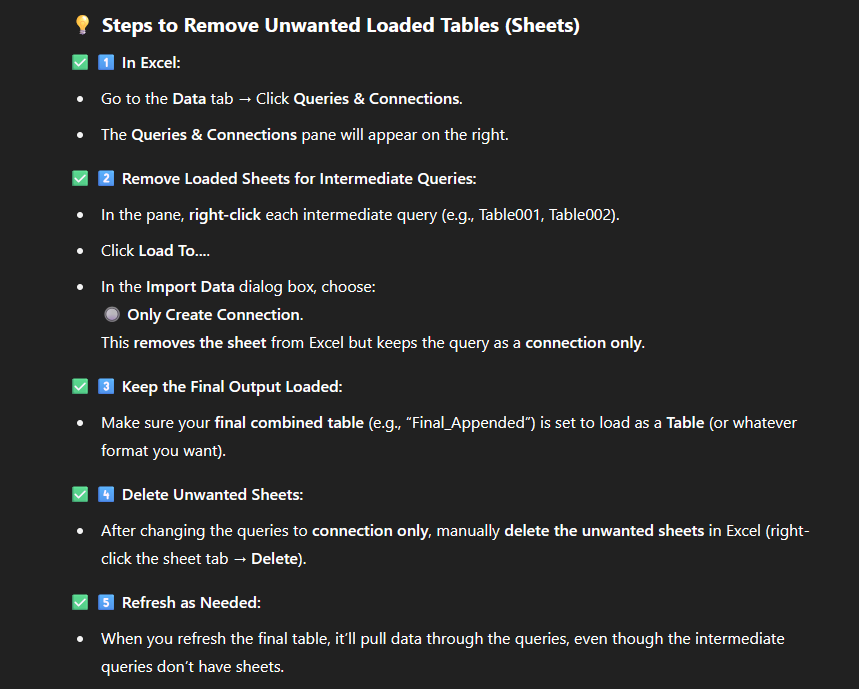 💡 Steps to Remove Unwanted Loaded Tables (Sheets)
✅ 1️⃣ In Excel:
• Go to the Data tab → Click Queries & Connections.
• The Queries & Connections pane will appear on the right.
✅ 2️⃣ Remove Loaded Sheets for Intermediate Queries:
• In the pane, right-click each intermediate query (e.g., Table001, Table002).
• Click Load To....
• In the Import Data dialog box, choose:
🔘 Only Create Connection.
This removes the sheet from Excel but keeps the query as a connection only.
✅ 3️⃣ Keep the Final Output Loaded:
• Make sure your final combined table (e.g., “Final_Appended”) is set to load as a Table (or whatever
format you want).
✅ 4️⃣ Delete Unwanted Sheets:
• After changing the queries to connection only, manually delete the unwanted sheets in Excel (right-
click the sheet tab → Delete).
✅ 5️⃣ Refresh as Needed:
• When you refresh the final table, it’ll pull data through the queries, even though the intermediate
queries don’t have sheets.